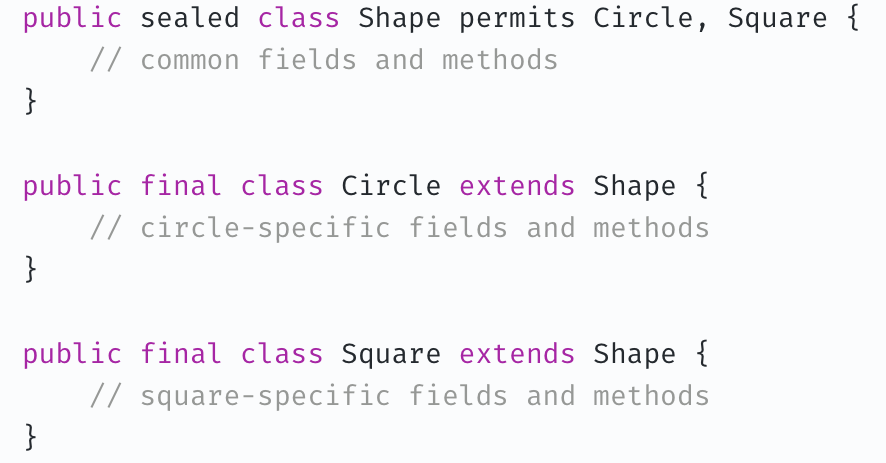 public sealed class Shape permits Circle, Square {
    // common fields and methods
}

public final class Circle extends Shape {
    // circle-specific fields and methods
}

public final class Square extends Shape {
    // square-specific fields and methods
}